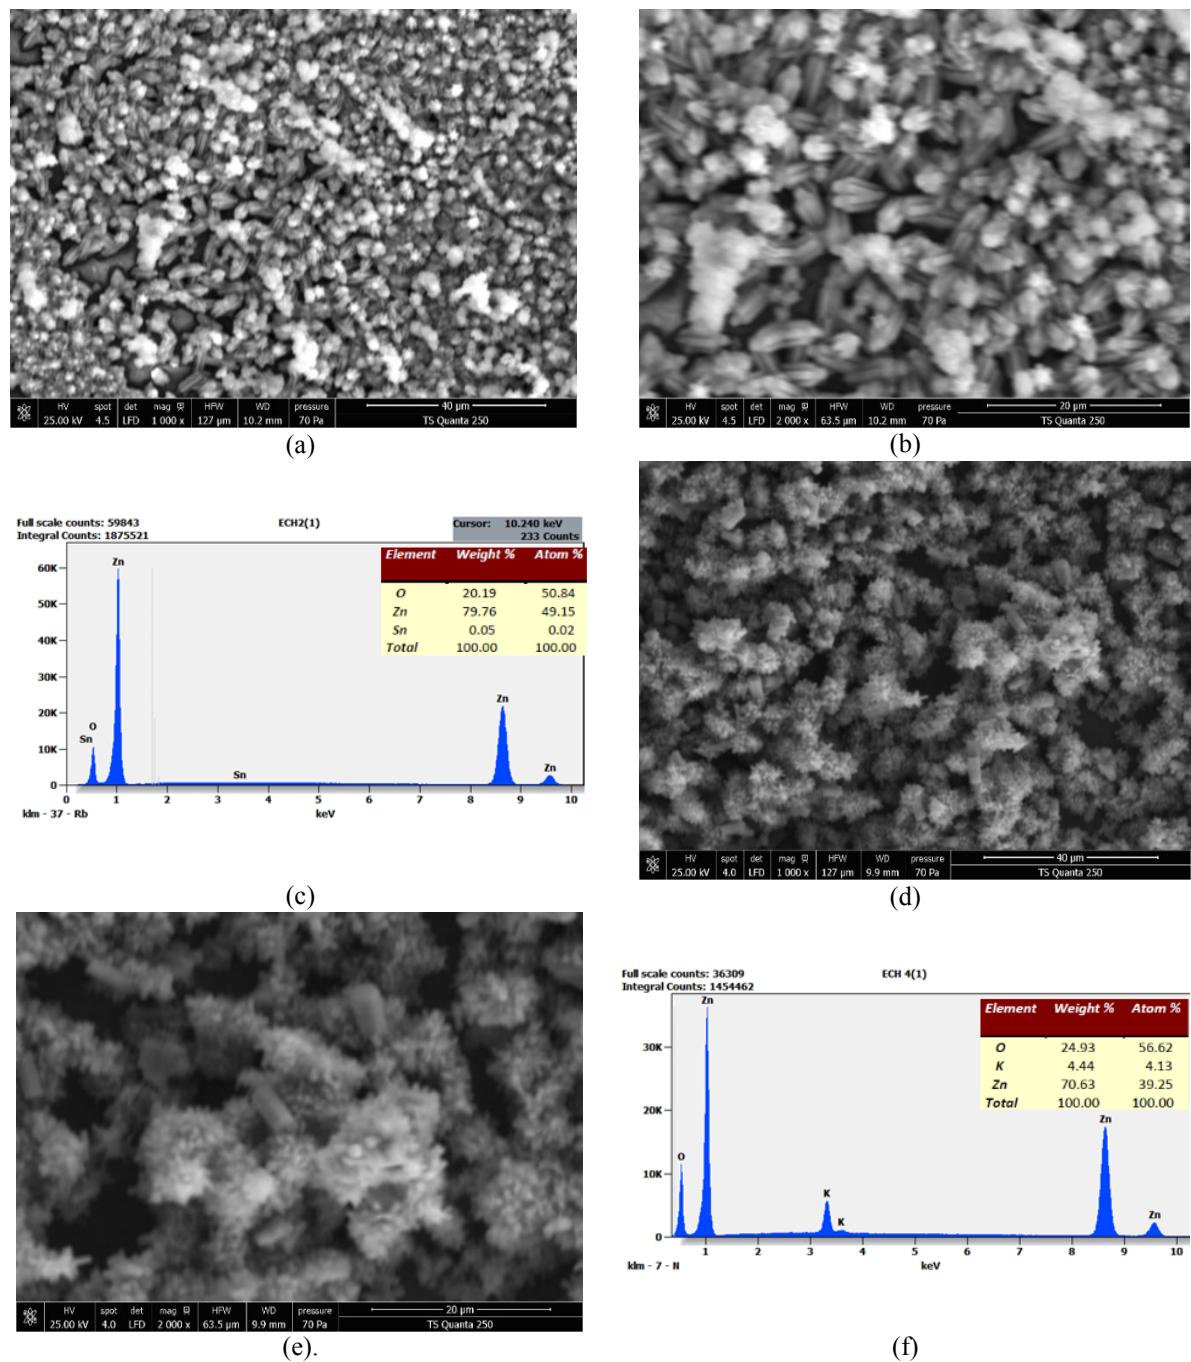 HV spot det mag HFW WD pressure 40 µm
25.00 kV 4.5 LFD 1 000 x 127 µm 10.2 mm 70 Pa TS Quanta 250
(a)
HV spot det mag HFW WD pressure 20 µm
25.00 kV 4.5 LFD 2 000 x 63.5 µm 10.2 mm 70 Pa TS Quanta 250
(b)
Full scale counts: 59843 ECH2(1) Cursor: 10.240 keV
Integral Counts: 1875521 233 Counts
Element Weight % Atom %
O 20.19 50.84
Zn 79.76 49.15
Sn 0.05 0.02
Total 100.00 100.00
Zn
60K
50K
40K
30K
20K
10K
0
O
Sn
Sn
Zn
Zn
0 1 2 3 4 5 6 7 8 9 10
klm - 37 - Rb keV
(c)
HV spot det mag HFW WD pressure 40 µm
25.00 kV 4.0 LFD 1 000 x 127 µm 9.9 mm 70 Pa TS Quanta 250
(d)
HV spot det mag HFW WD pressure 20 µm
25.00 kV 4.0 LFD 2 000 x 63.5 µm 9.9 mm 70 Pa TS Quanta 250
(e).
Full scale counts: 36309 ECH 4(1)
Integral Counts: 1454462
Element Weight % Atom %
O 24.93 56.62
K 4.44 4.13
Zn 70.63 39.25
Total 100.00 100.00
Zn
30K
20K
10K
0
O
K
K
Zn
Zn
1 2 3 4 5 6 7 8 9 10
klm - 7 - N keV
(f)